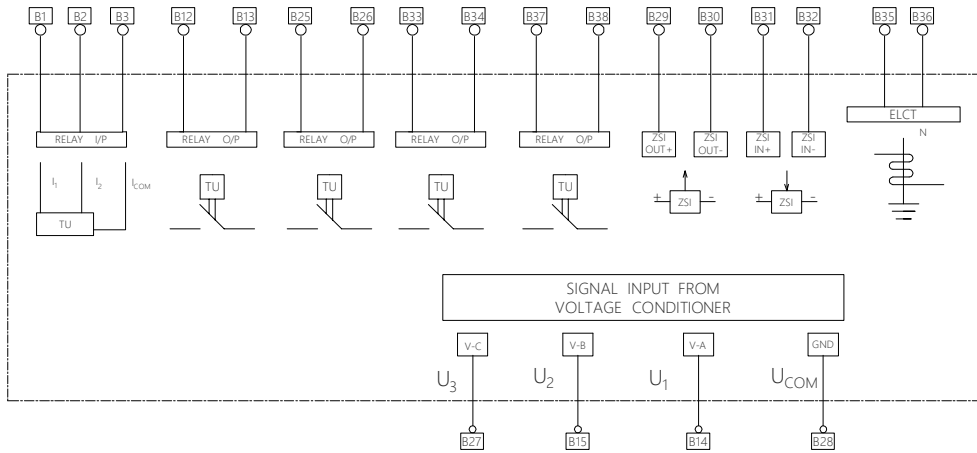 B1 B2 B3 B12 B13 B25 B26 B33 B34 B37 B38 B29 B30 B31 B32 B35 B36
RELAY I/P
RELAY O/P
RELAY O/P
RELAY O/P
RELAY O/P
ZSI
OUT+
ZSI
OUT-
ZSI
IN+
ZSI
IN-
ELCT
N
I1 I2 ICOM
TU
TU
TU
TU
TU
+ ZSI -
+ ZSI -
SIGNAL INPUT FROM
VOLTAGE CONDITIONER
V-C V-B V-A GND
U3 U2 U1 UCOM
B27 B15 B14 B28